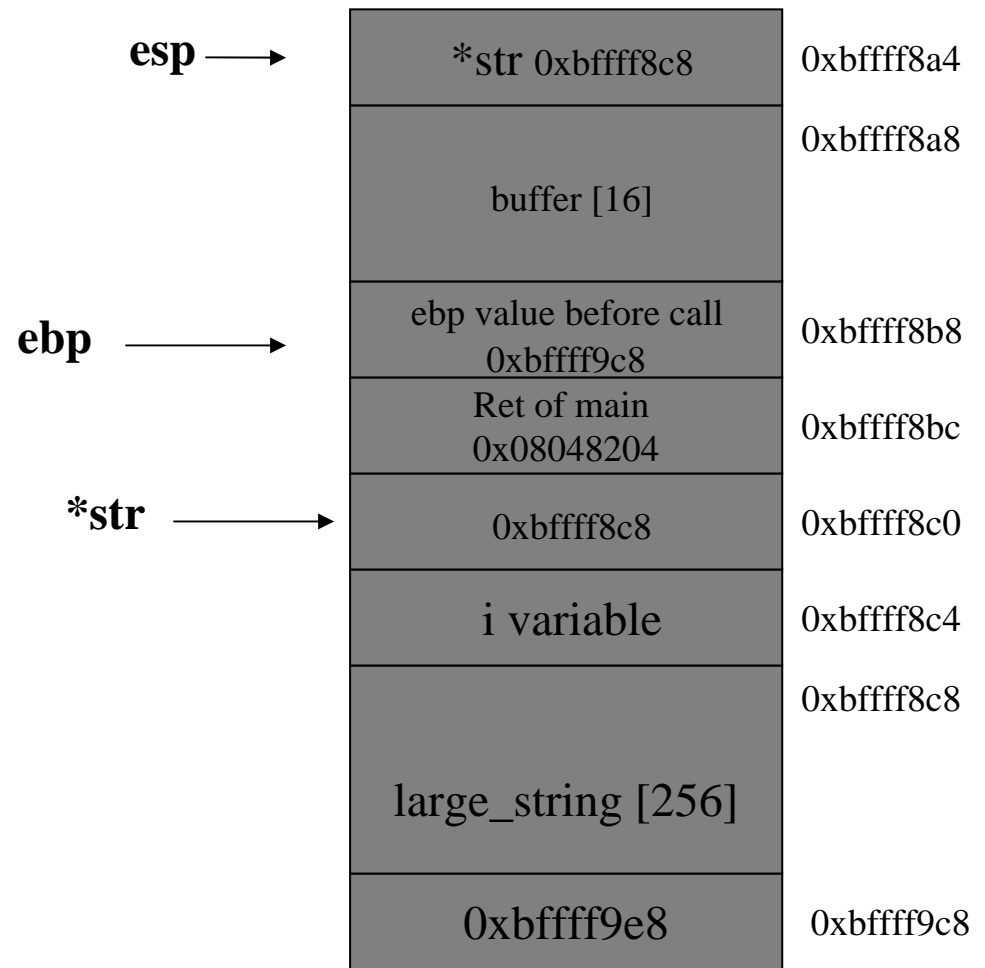 esp
*str 0xbffff8c8
0xbffff8a4
0xbffff8a8
buffer [16]
ebp value before call
0xbffff9c8
0xbffff8b8
ebp
Ret of main
0x08048204
0xbffff8bc
*str
0xbffff8c8
0xbffff8c0
i variable
0xbffff8c4
0xbffff8c8
large_string [256]
0xbffff9e8
0xbffff9c8